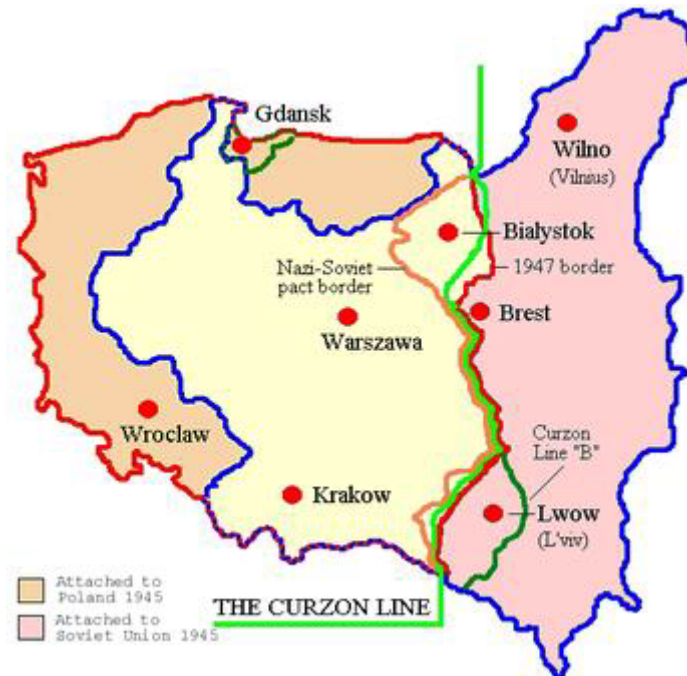 Gdansk
Wilno
(Vilnius)
Bialystok
Nazi-Soviet
pact border
1947 border
Brest
Warszawa
Wroclaw
Curzon
Line "B"
Krakow
Lwow
(L'viv)
Attached to
Poland 1945
THE CURZON LINE
Attached to
Soviet Union 1945